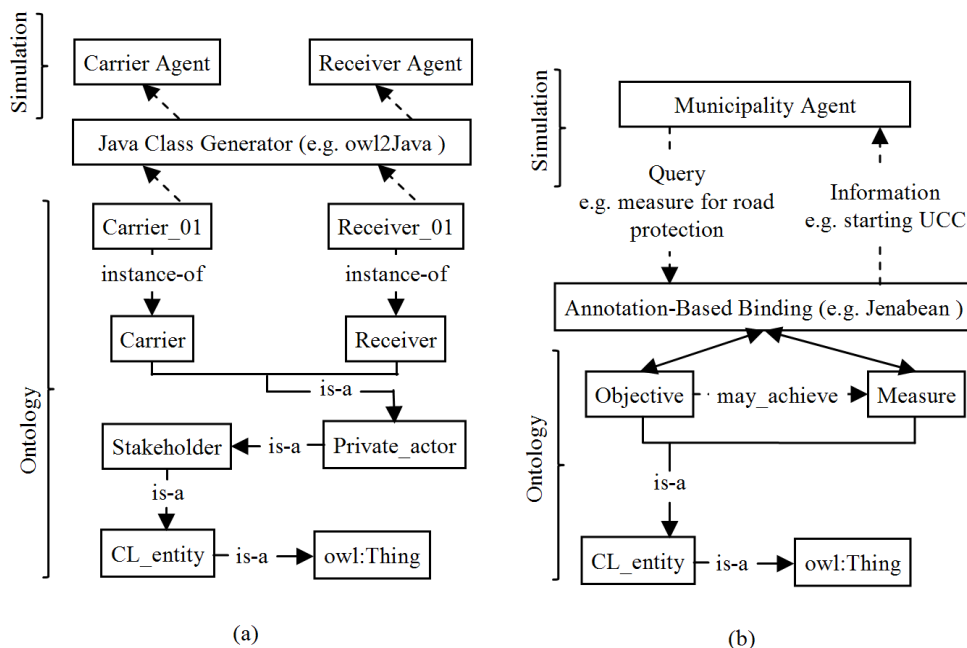 Simulation
Carrier Agent
Receiver Agent
Java Class Generator (e.g. owl2Java )
Ontology
Carrier_01
Receiver_01
instance-of
instance-of
Carrier
Receiver
is-a
Stakeholder
is-a
Private_actor
is-a
CL_entity
is-a
owl:Thing
(a)
Simulation
Municipality Agent
Query
e.g. measure for road
protection
Information
e.g. starting UCC
Annotation-Based Binding (e.g. Jenabean )
Ontology
Objective
may_achieve
Measure
is-a
CL_entity
is-a
owl:Thing
(b)